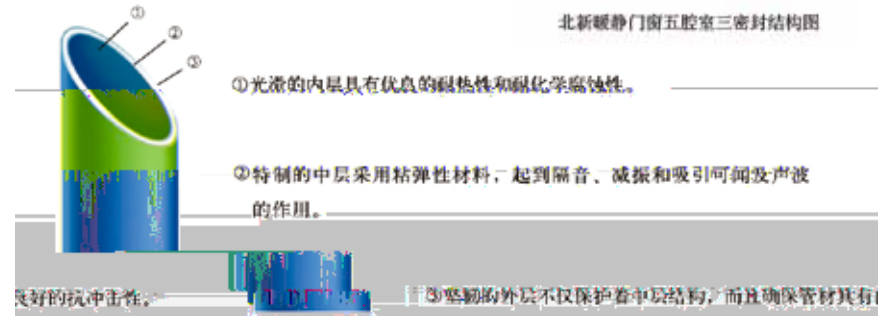 ①
②
③
北新暖静门窗五腔室三密封结构图
①光滑的内层具有优良的耐热性和耐化学腐蚀性。
②特制的中层采用粘弹性材料，起到隔音、减振和吸引可闻及声波
的作用。
良好的抗冲击性。
③坚韧的外层不仅保护着中层结构，而且确保管材具有